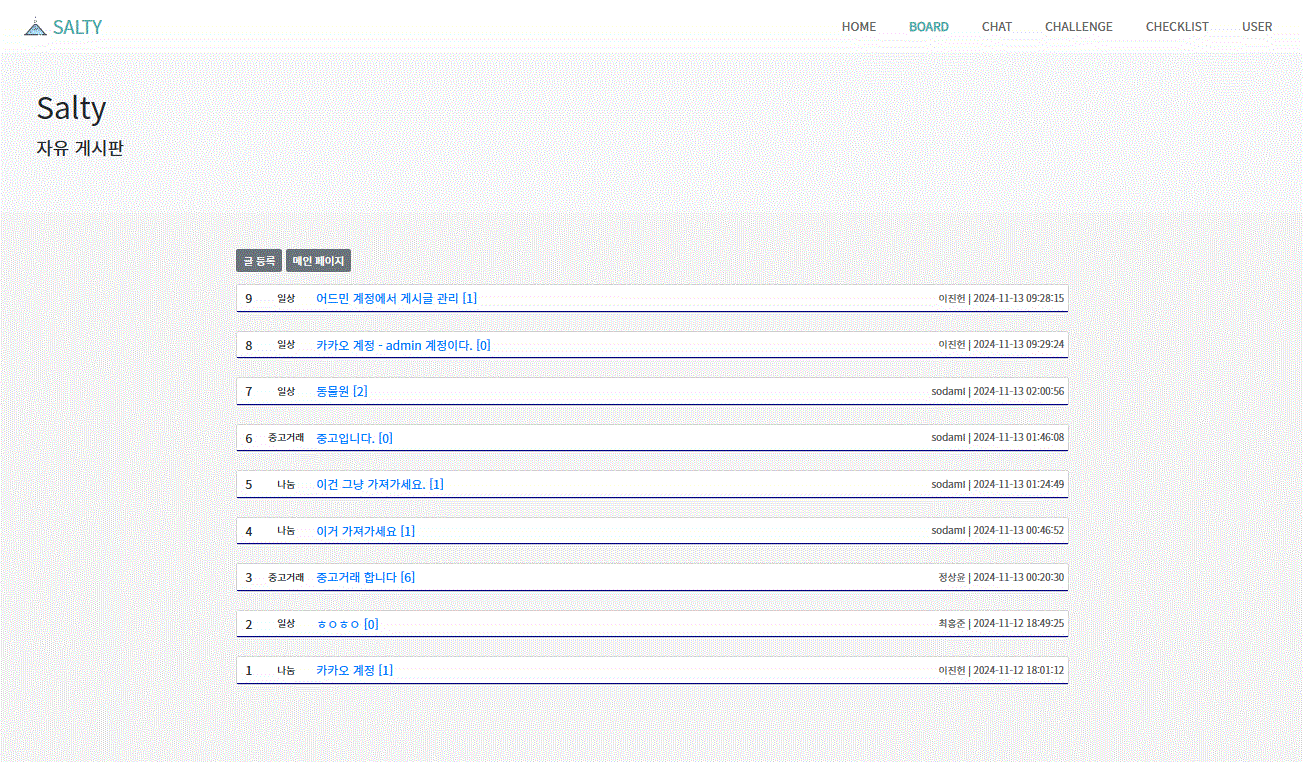 SALTY HOME BOARD CHAT CHALLENGE CHECKLIST USER
Salty
자유 게시판
글 등록 메인 페이지
9 일상 어드민 계정에서 게시글 관리 [1] 이진헌 | 2024-11-13 09:28:15
8 일상 카카오 계정 - admin 계정이다. [0] 이진헌 | 2024-11-13 09:29:24
7 일상 동물원 [2] sodami | 2024-11-13 02:00:56
6 중고거래 중고입니다. [0] sodami | 2024-11-13 01:46:08
5 나눔 이건 그냥 가져가세요. [1] sodami | 2024-11-13 01:24:49
4 나눔 이거 가져가세요 [1] sodami | 2024-11-13 00:46:52
3 중고거래 중고거래 합니다 [6] 정상윤 | 2024-11-13 00:20:30
2 일상 ㅎㅇㅎㅇ [0] 최흥준 | 2024-11-12 18:49:25
1 나눔 카카오 계정 [1] 이진헌 | 2024-11-12 18:01:12